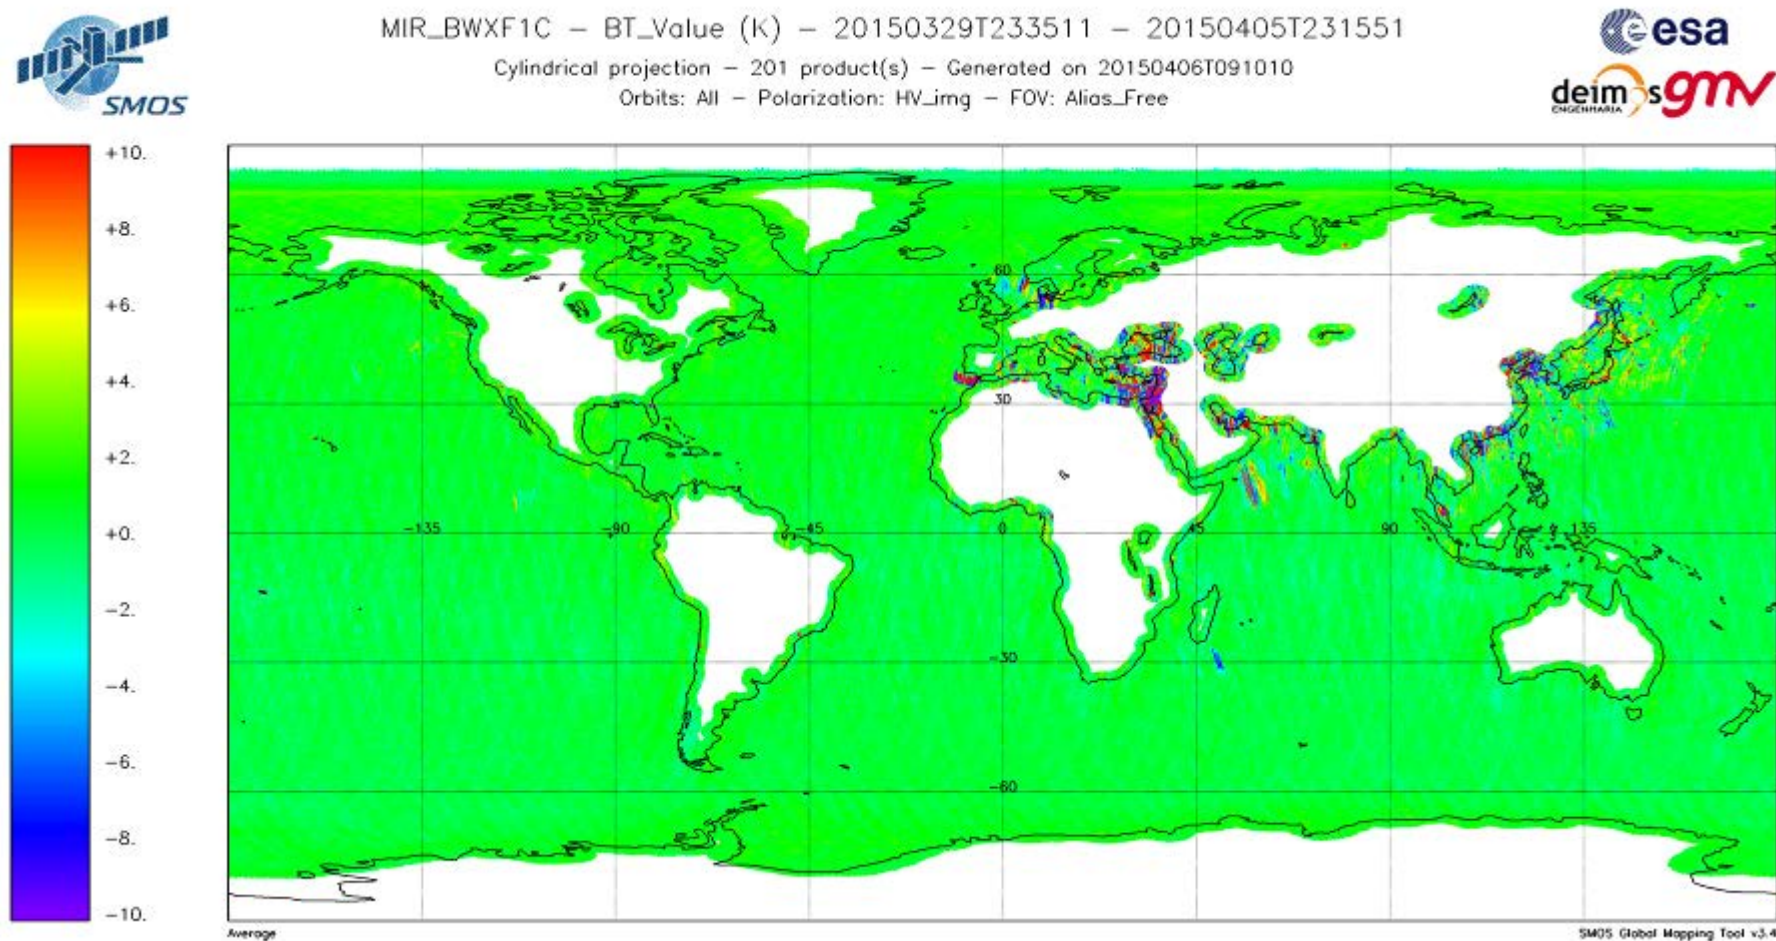 SMOS
MIR_BWXF1C – BT_Value (K) – 20150329T233511 – 20150405T231551
Cylindrical projection – 201 product(s) – Generated on 20150406T091010
Orbits: All – Polarization: HV_img – FOV: Alias_Free
esa
deimos
ENGENHARIA
gmv
+10.
+8.
+6.
+4.
+2.
+0.
−2.
−4.
−6.
−8.
−10.
60
30
-135
-90
-45
0
45
90
135
-30
-60
Average
SMOS Global Mapping Tool v3.4